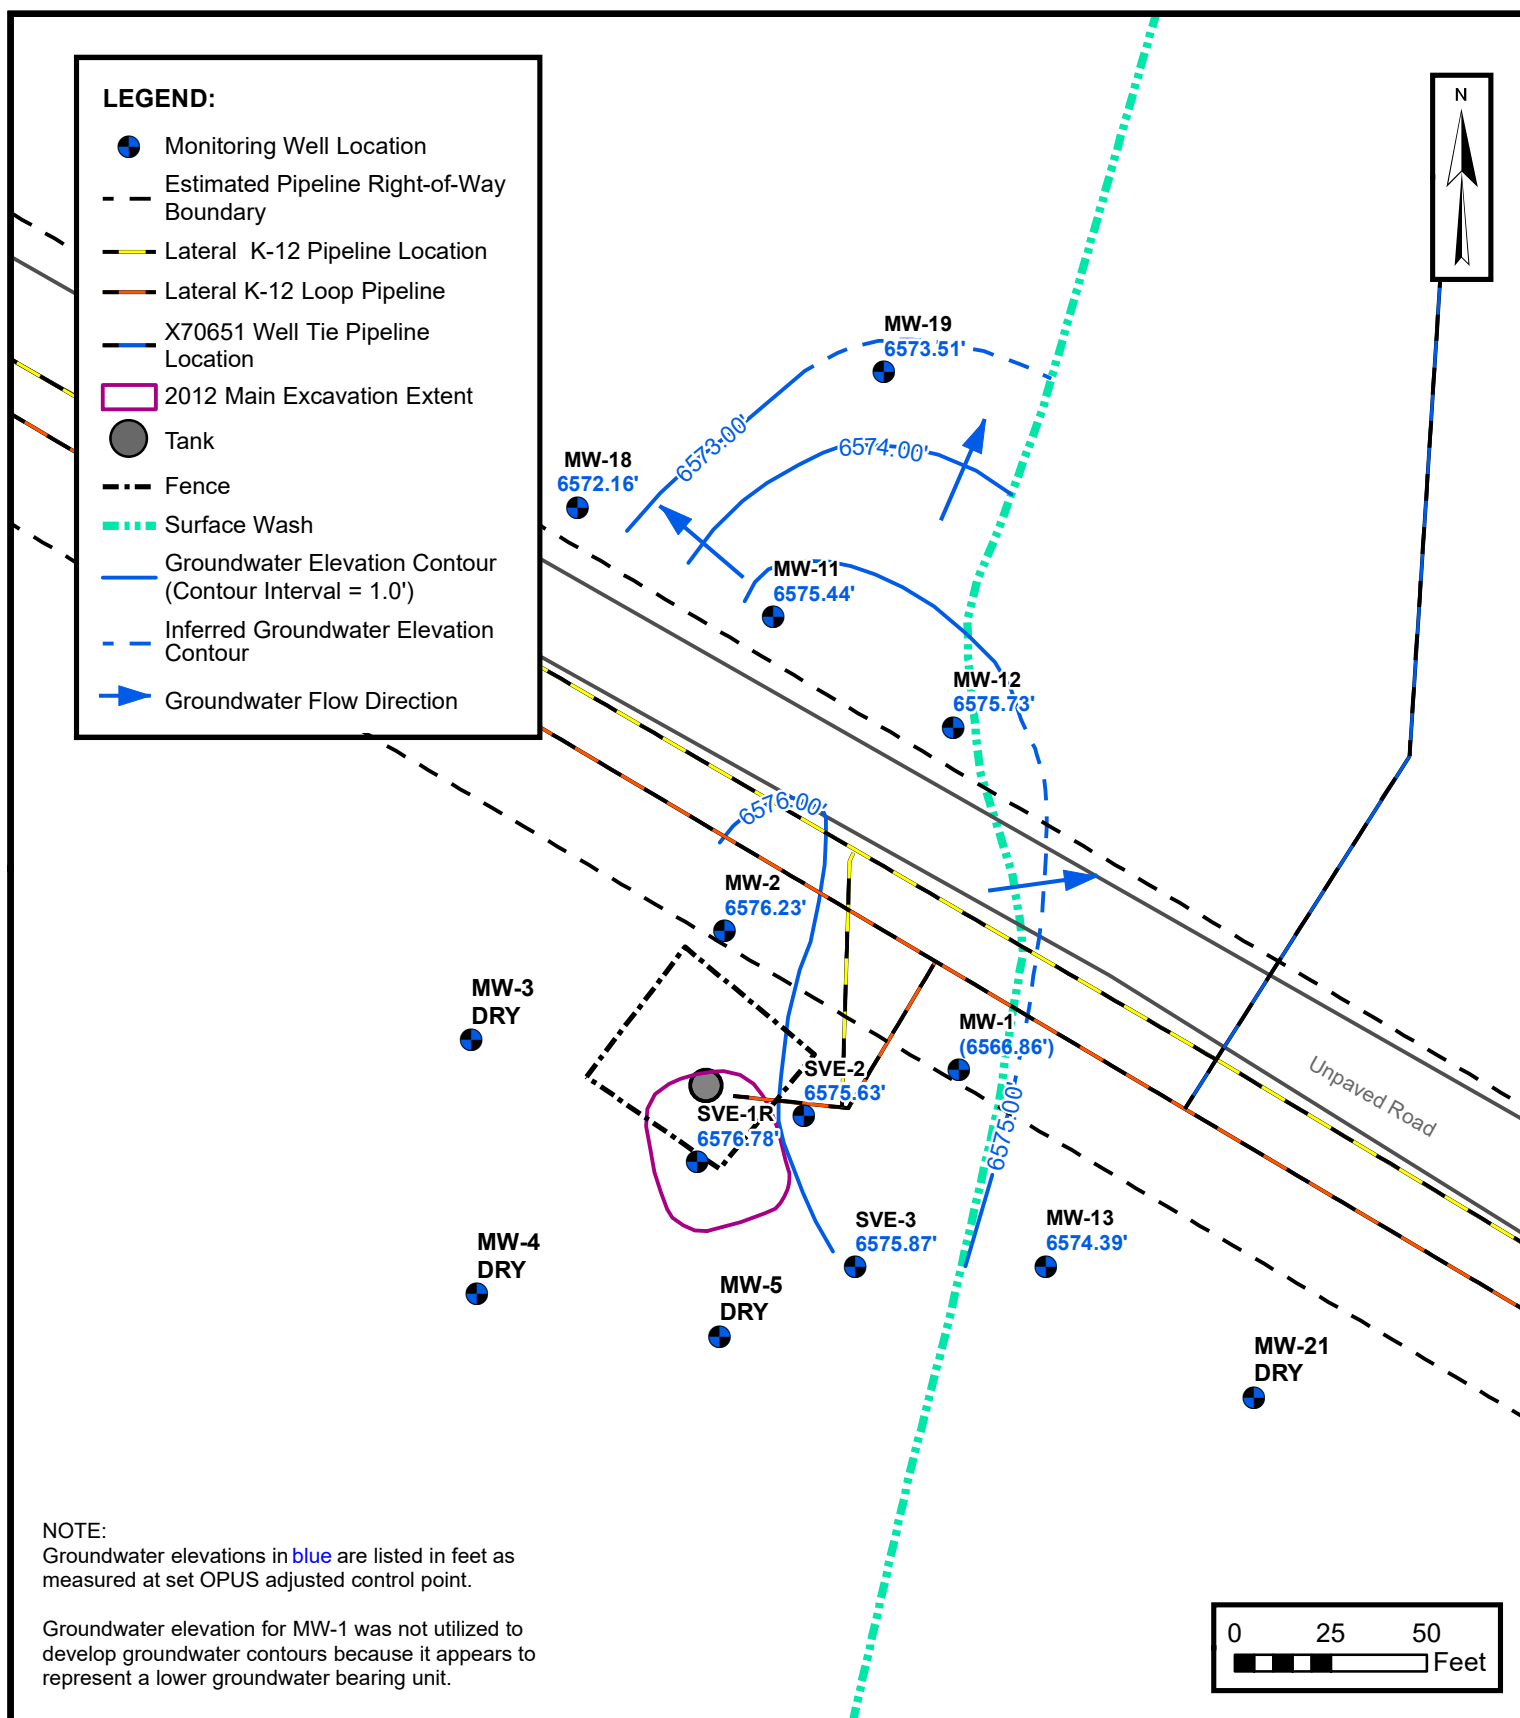 LEGEND:
Monitoring Well Location
Estimated Pipeline Right-of-Way
Boundary
Lateral K-12 Pipeline Location
Lateral K-12 Loop Pipeline
X70651 Well Tie Pipeline
Location
2012 Main Excavation Extent
Tank
Fence
Surface Wash
Groundwater Elevation Contour
(Contour Interval = 1.0')
Inferred Groundwater Elevation
Contour
Groundwater Flow Direction
N
MW-19
6573.51'
6573.00'
6574.00'
MW-18
6572.16'
MW-11
6575.44'
MW-12
6575.73'
6576.00'
MW-2
6576.23'
MW-3
DRY
MW-1
(6566.86')
SVE-2
6575.63'
SVE-1R
6576.78'
6575.00'
Unpaved Road
SVE-3
6575.87'
MW-13
6574.39'
MW-4
DRY
MW-5
DRY
MW-21
DRY
NOTE:
Groundwater elevations in blue are listed in feet as
measured at set OPUS adjusted control point.
Groundwater elevation for MW-1 was not utilized to
develop groundwater contours because it appears to
represent a lower groundwater bearing unit.
0 25 50
Feet